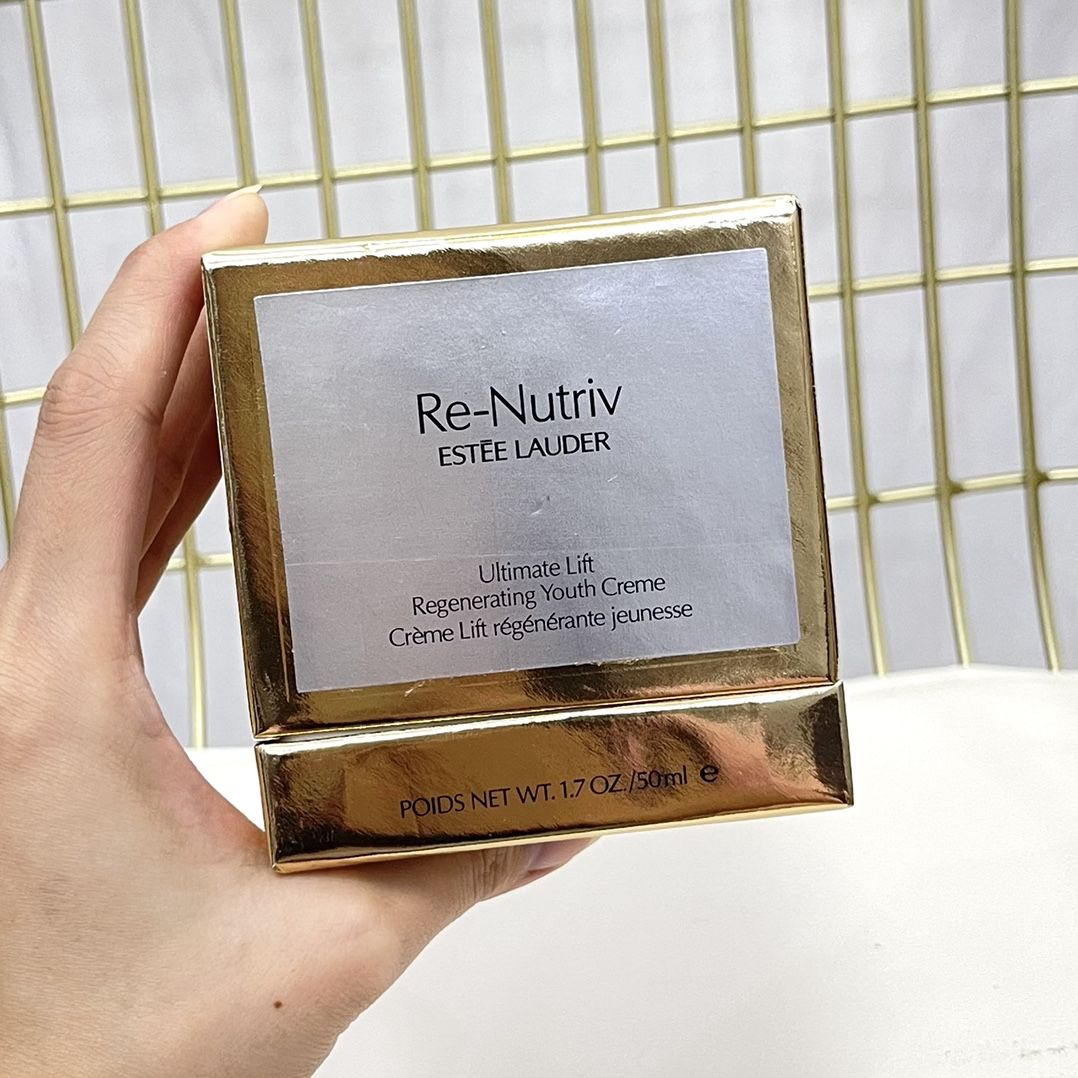 Re-Nutriv
ESTĒE LAUDER
Ultimate Lift
Regenerating Youth Creme
Crème Lift régénérante jeunesse
POIDS NET WT. 1.7 OZ./50ml ℮